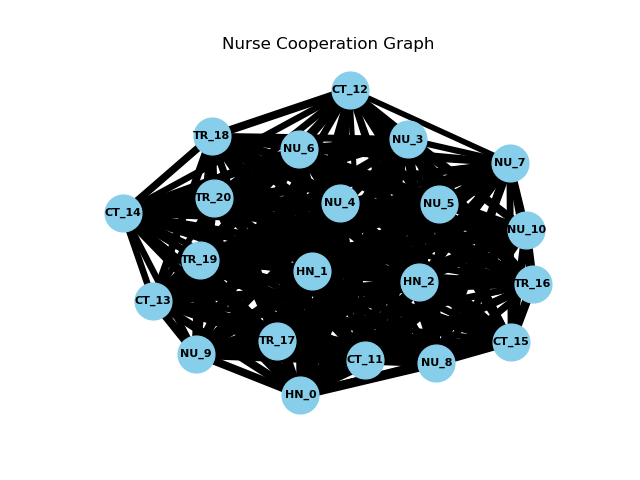 Nurse Cooperation Graph
CT_12
TR_18
NU_3
NU_6
NU_7
TR_20
NU_4
NU_5
CT_14
NU_10
TR_19
HN_1
HN_2
TR_16
CT_13
TR_17
CT_15
NU_9
CT_11
NU_8
HN_0